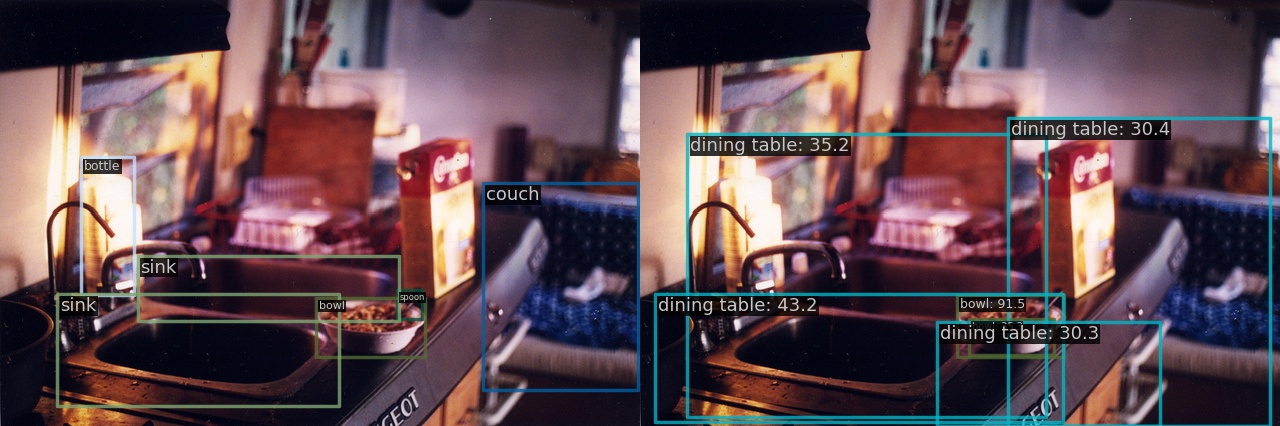 bottle
couch
sink
sink
bowl
spoon
GEOT
dining table: 35.2
dining table: 30.4
dining table: 43.2
bowl: 91.5
dining table: 30.3
GEOT